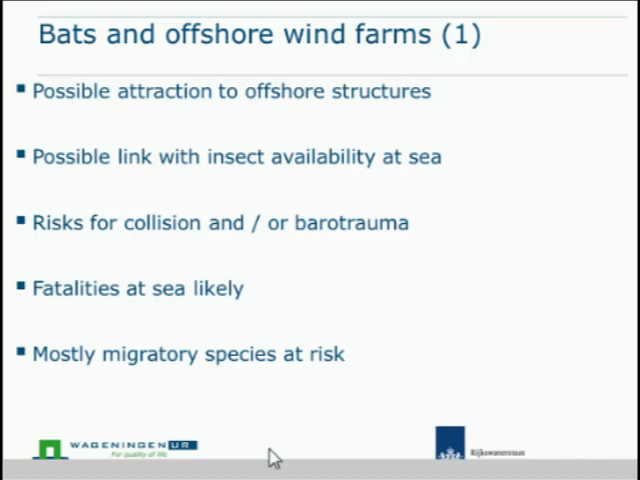 Bats and offshore wind farms (1)
Possible attraction to offshore structures
Possible link with insect availability at sea
Risks for collision and / or barotrauma
Fatalities at sea likely
Mostly migratory species at risk
WAGENINGEN UR
For quality of life
Rijkswaterstaat